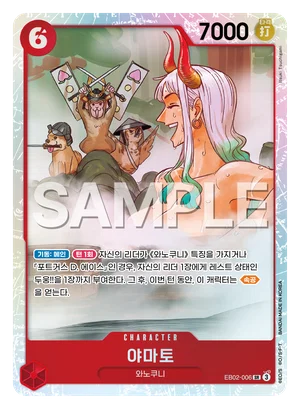 6
7000
타격
打
SAMPLE
기동: 메인 턴 1회 자신의 리더가 《와노쿠니》 특징을 가지거나
「포트거스 D. 에이스」인 경우, 자신의 리더 1장에게 레스트 상태인
두웅!!을 1장까지 부여한다. 그 후, 이번 턴 동안, 이 캐릭터는 속공
을 얻는다.
CHARACTER
야마토
와노쿠니
EB02-006